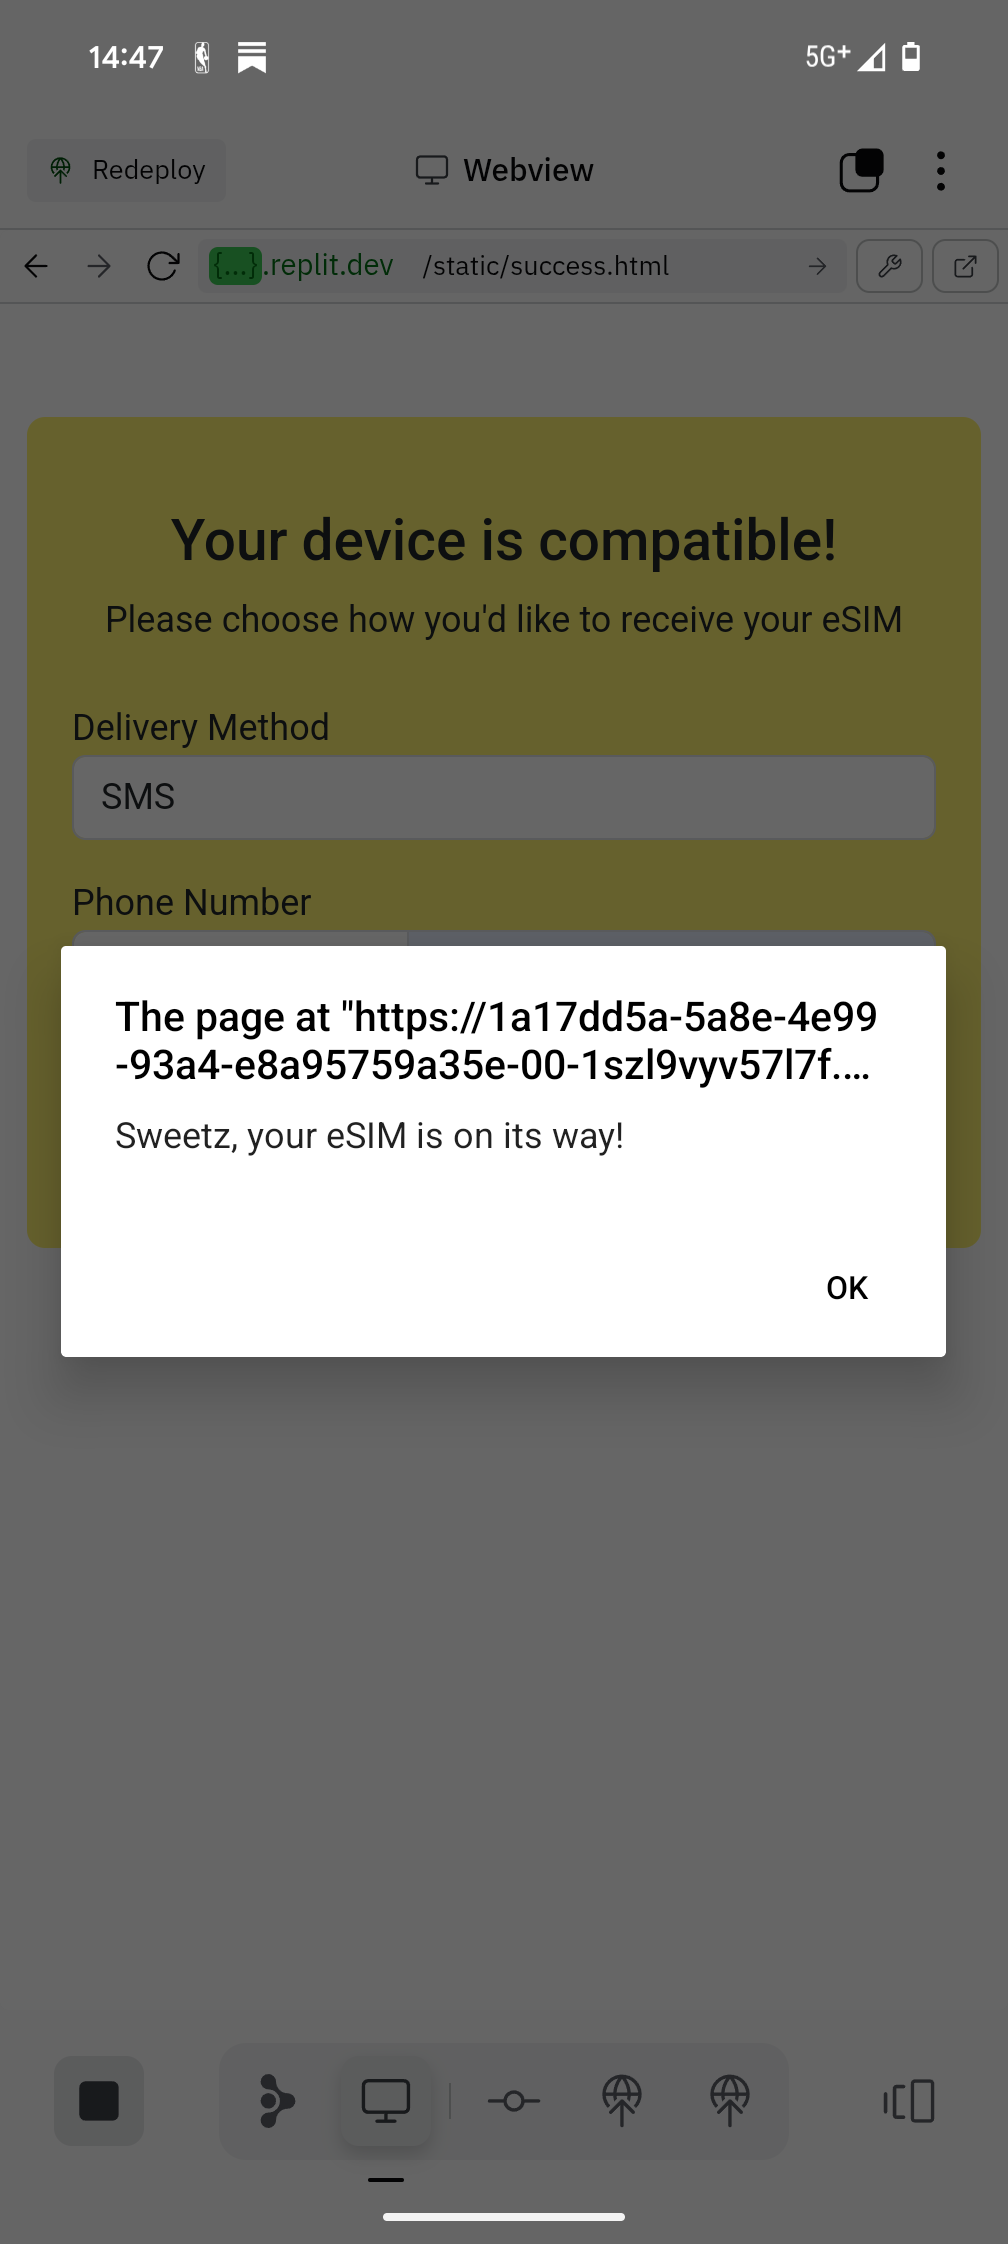 14:47
5G+
Redeploy
Webview
{...}.replit.dev /static/success.html
Your device is compatible!
Please choose how you'd like to receive your eSIM
Delivery Method
SMS
Phone Number
The page at "https://1a17dd5a-5a8e-4e99
-93a4-e8a95759a35e-00-1szl9vyv57l7f.…
Sweetz, your eSIM is on its way!
OK